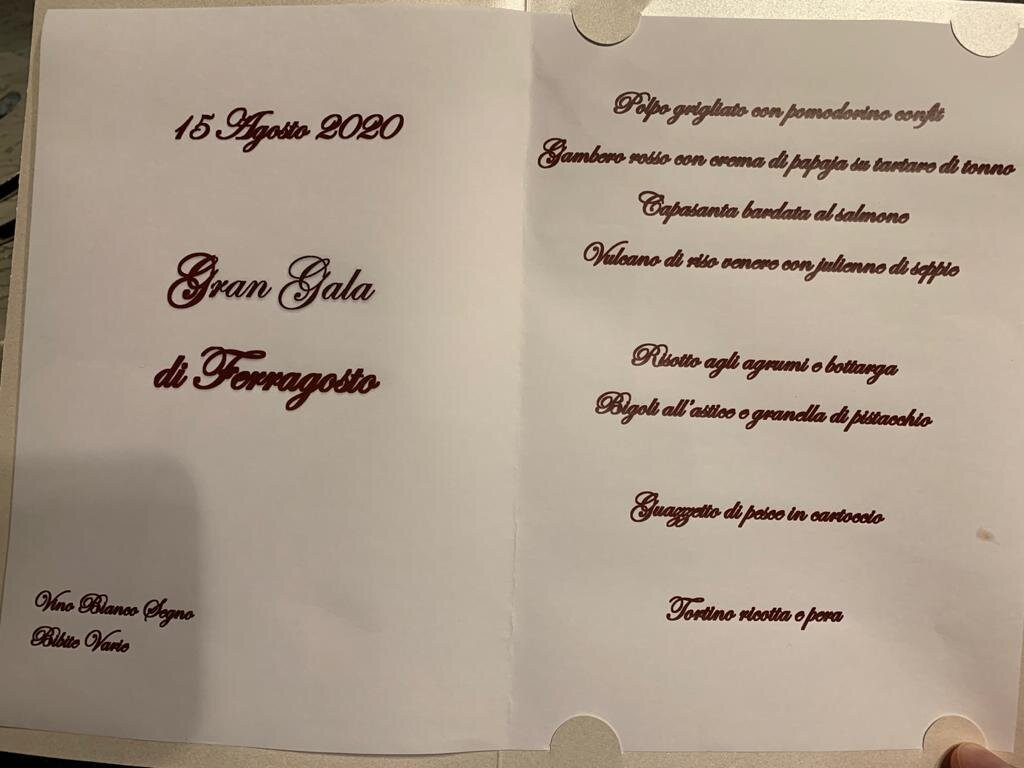 15 Agosto 2020
Gran Gala
di Ferragosto
Vino Bianco Segno
Bibite Varie
Polpo grigliato con pomodorino confit
Gambero rosso con crema di papaja su tartare di tonno
Capasanta bardata al salmone
Vulcano di riso venere con julienne di seppie
Risotto agli agrumi e bottarga
Bigoli all'astice e granella di pistacchio
Guazzetto di pesce in cartoccio
Tortino ricotta e pera